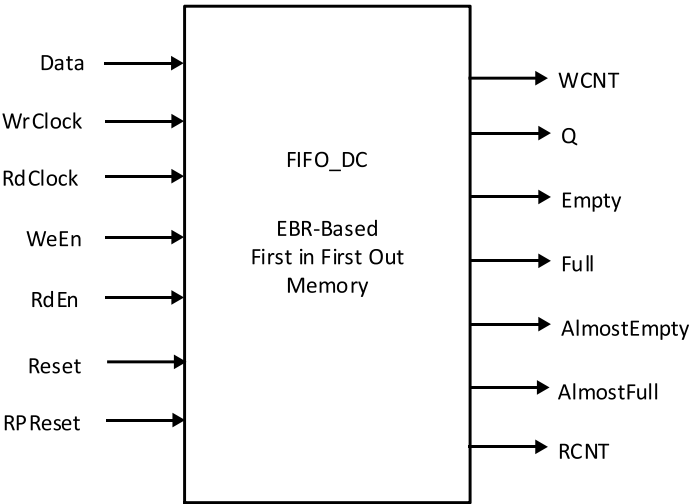 Data
WrClock
RdClock
WeEn
RdEn
Reset
RPReset
FIFO_DC
EBR-Based
First in First Out
Memory
WCNT
Q
Empty
Full
AlmostEmpty
AlmostFull
RCNT